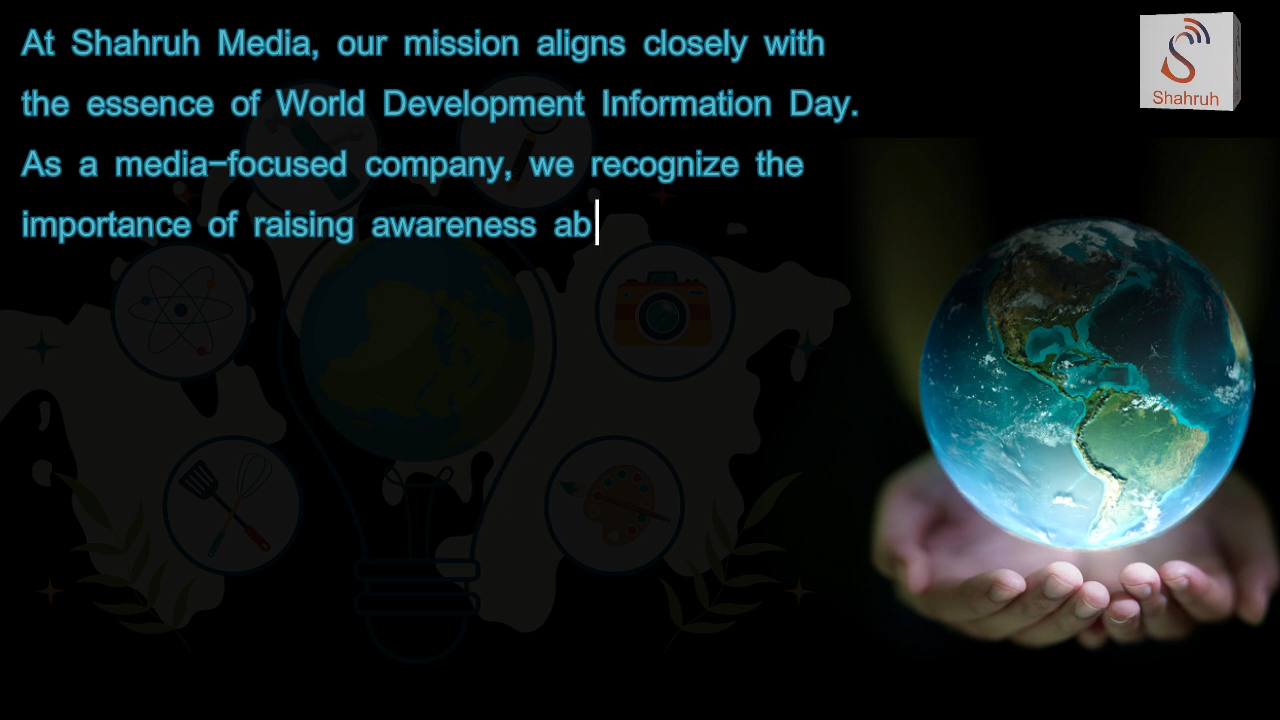 At Shahruh Media, our mission aligns closely with
the essence of World Development Information Day.
As a media-focused company, we recognize the
importance of raising awareness ab
Shahruh